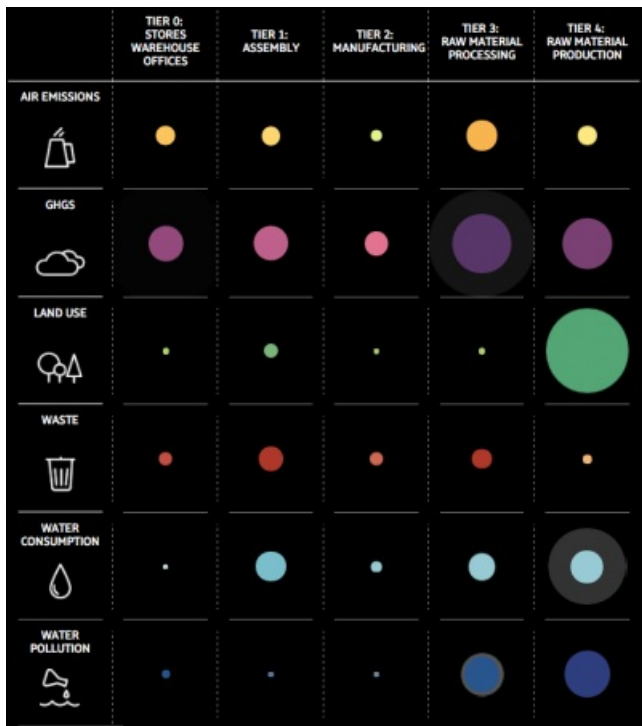 TIER 0:
STORES
WAREHOUSE
OFFICES
TIER 1:
ASSEMBLY
TIER 2:
MANUFACTURING
TIER 3:
RAW MATERIAL
PROCESSING
TIER 4:
RAW MATERIAL
PRODUCTION
AIR EMISSIONS
GHGS
LAND USE
WASTE
WATER
CONSUMPTION
WATER
POLLUTION